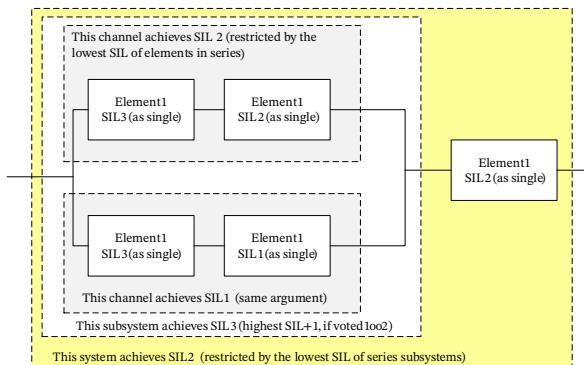 This channel achieves SIL 2 (restricted by the
lowest SIL of elements in series)
Element1
SIL3 (as single)
Element1
SIL2 (as single)
Element1
SIL2 (as single)
Element1
SIL3 (as single)
Element1
SIL1 (as single)
This channel achieves SIL1 (same argument)
This subsystem achieves SIL3 (highest SIL+1, if voted 1oo2)
This system achieves SIL2 (restricted by the lowest SIL of series subsystems)